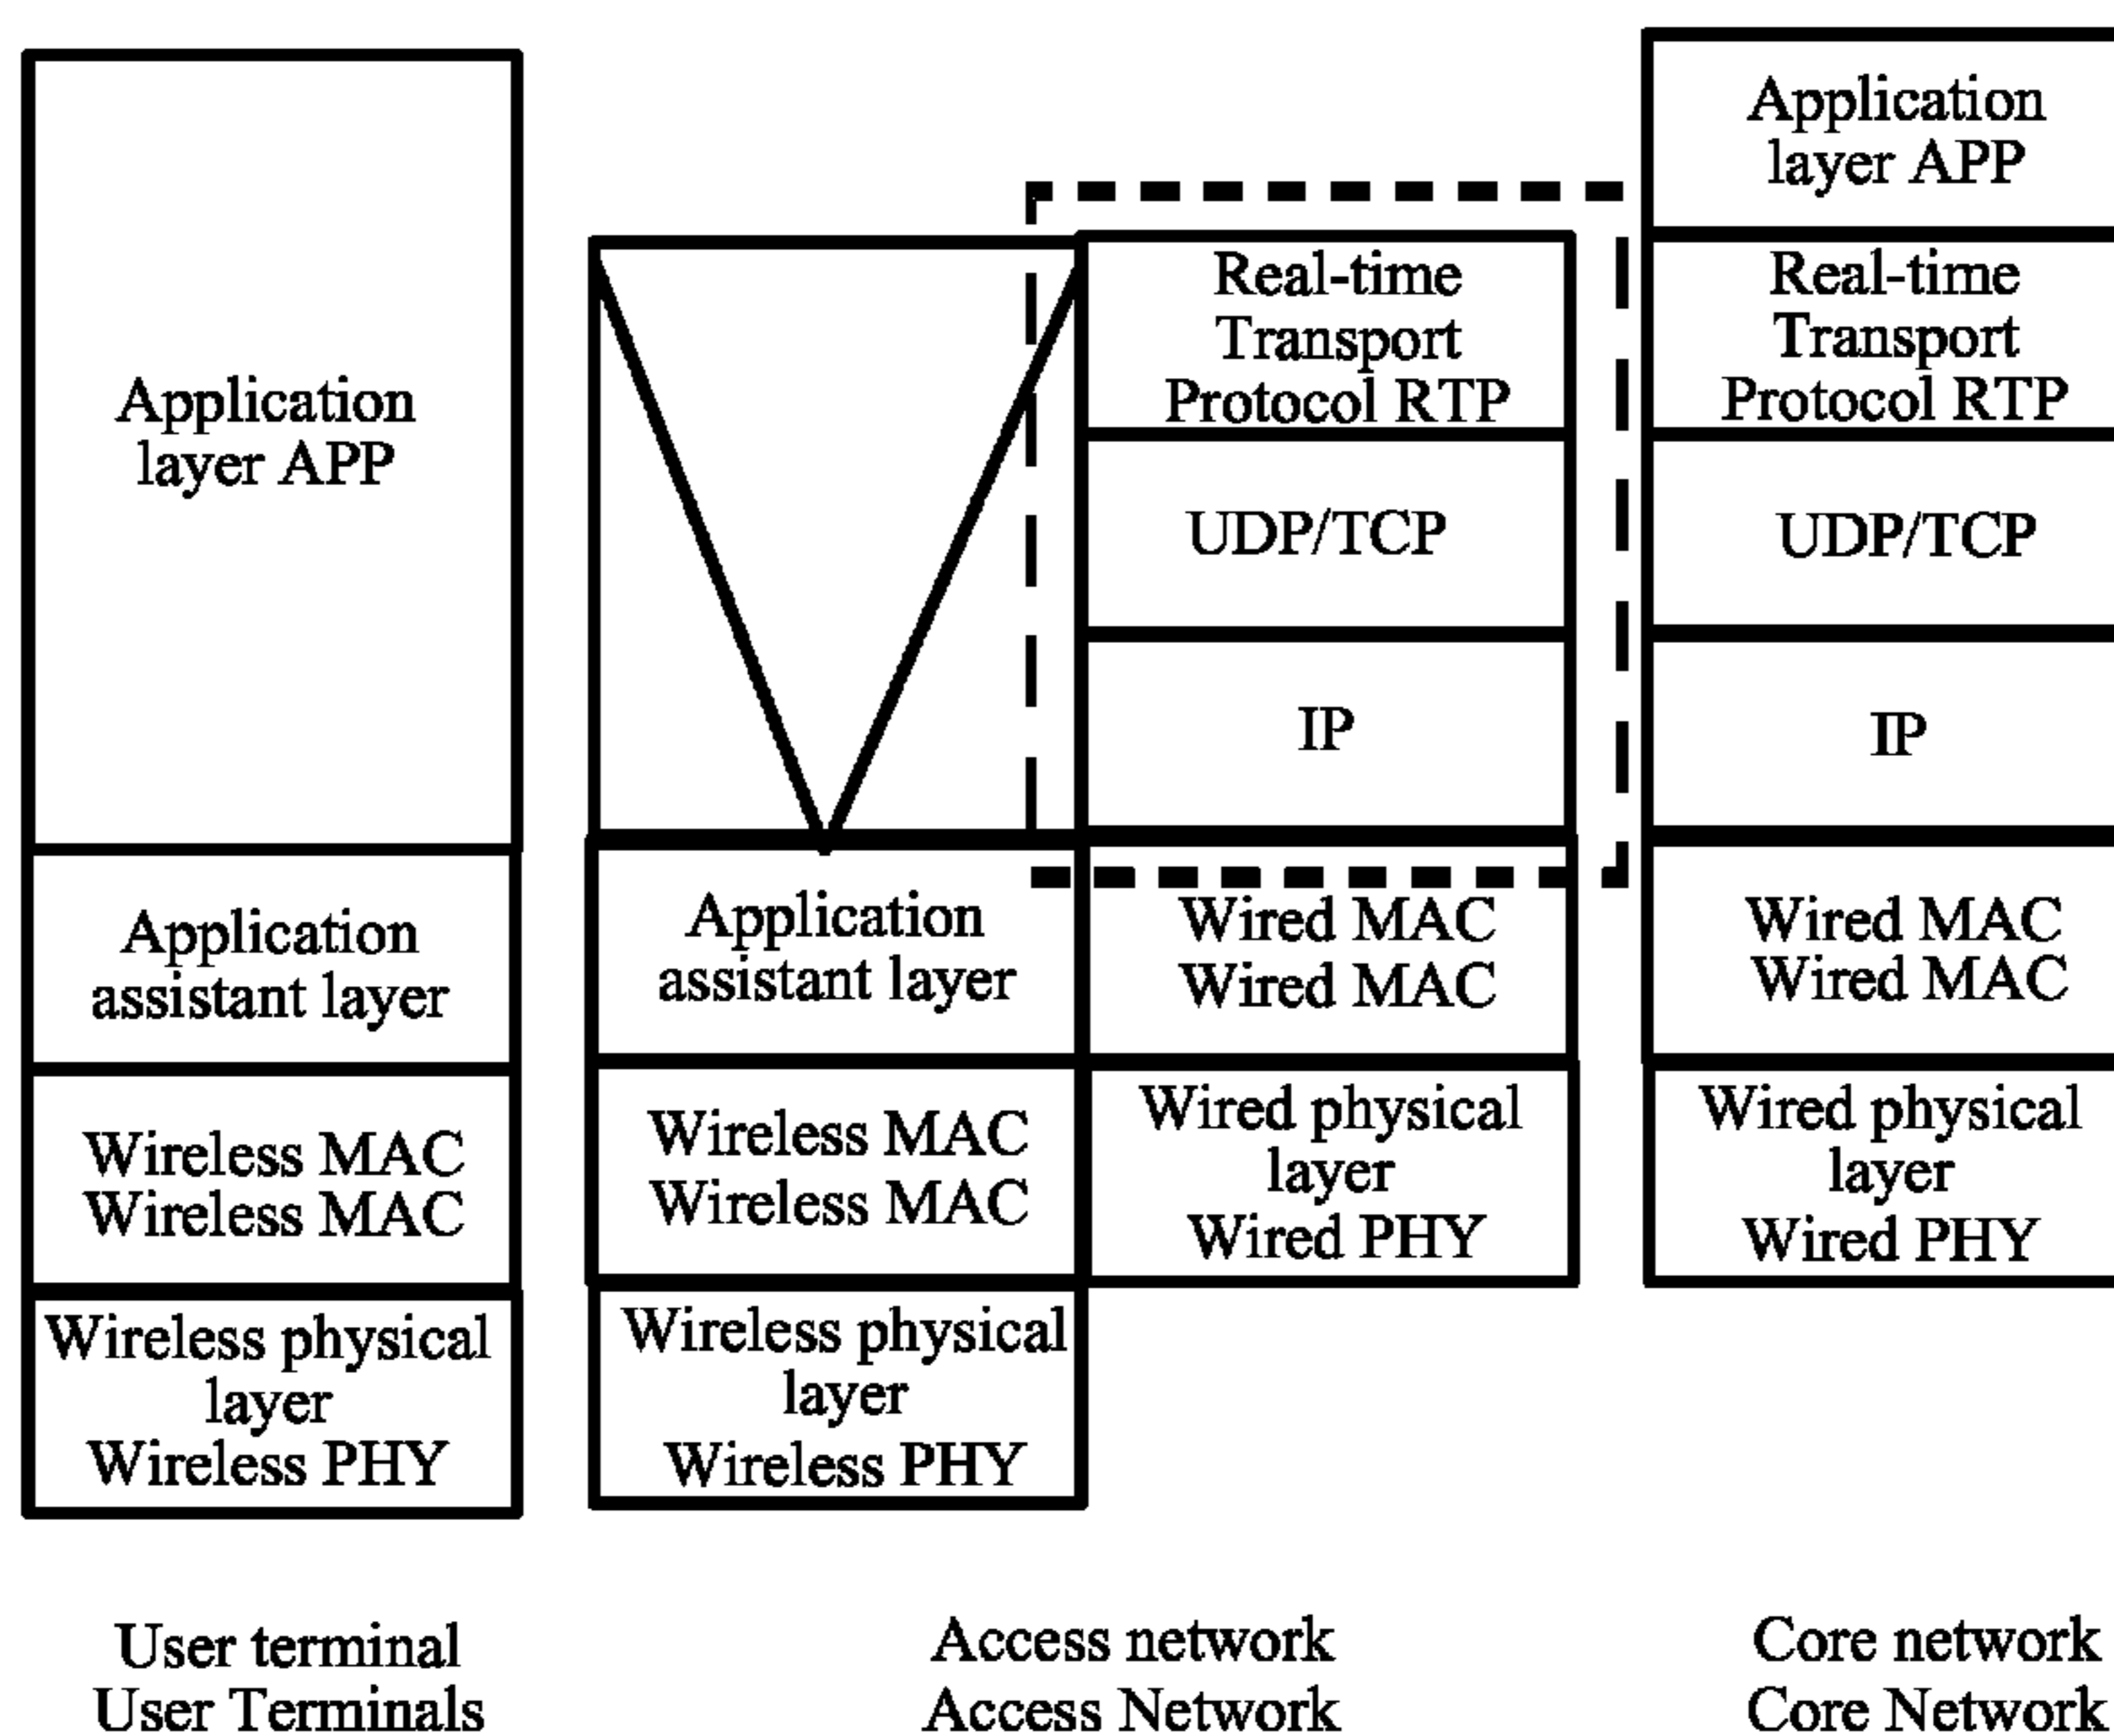 Application
layer APP
Application
assistant layer
Wireless MAC
Wireless MAC
Wireless physical
layer
Wireless PHY
User terminal
User Terminals
Application
assistant layer
Wireless MAC
Wireless MAC
Wireless physical
layer
Wireless PHY
Real-time
Transport
Protocol RTP
UDP/TCP
IP
Wired MAC
Wired MAC
Wired physical
layer
Wired PHY
Access network
Access Network
Application
layer APP
Real-time
Transport
Protocol RTP
UDP/TCP
IP
Wired MAC
Wired MAC
Wired physical
layer
Wired PHY
Core network
Core Network